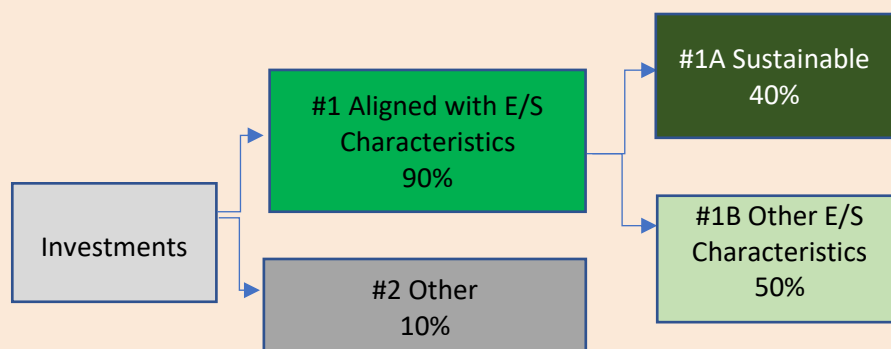 Investments
#1 Aligned with E/S
Characteristics
90%
#2 Other
10%
#1A Sustainable
40%
#1B Other E/S
Characteristics
50%